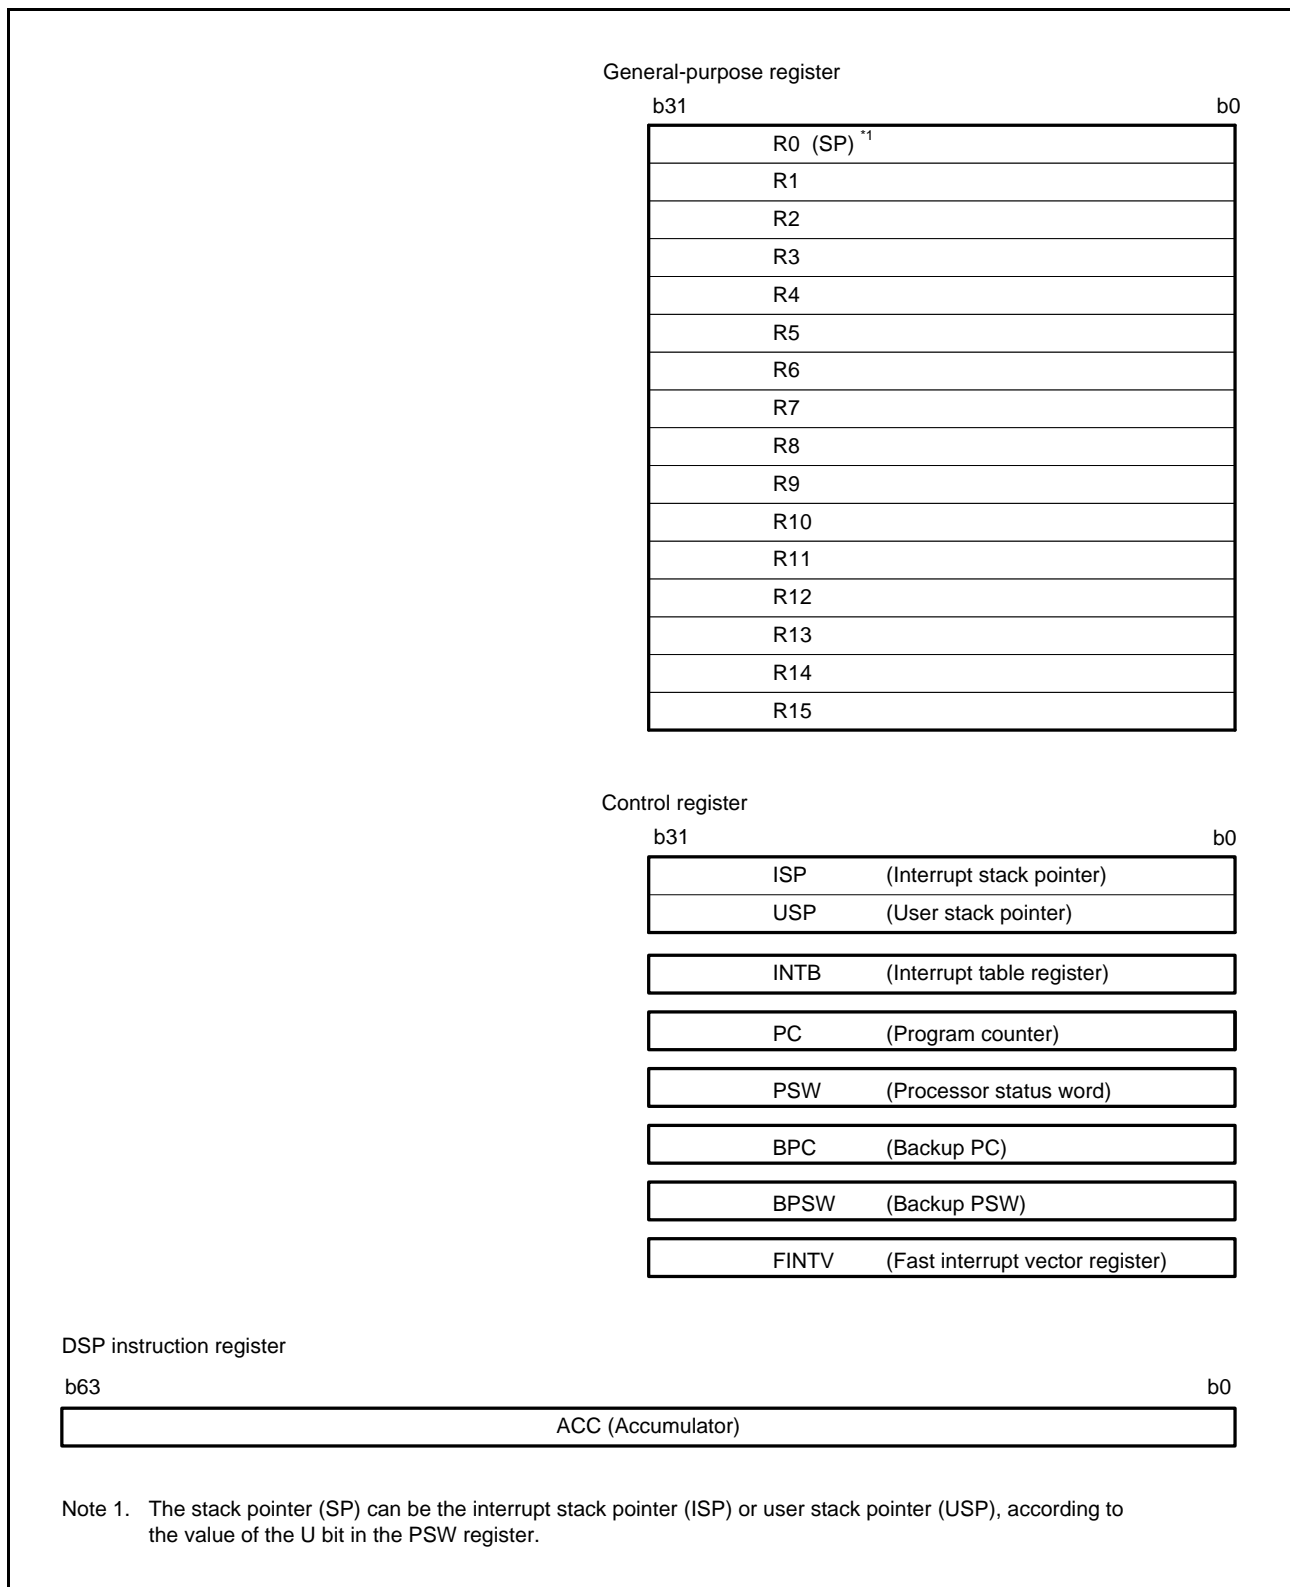 General-purpose register
b31 b0
R0 (SP) *1
R1
R2
R3
R4
R5
R6
R7
R8
R9
R10
R11
R12
R13
R14
R15
Control register
b31 b0
ISP (Interrupt stack pointer)
USP (User stack pointer)
INTB (Interrupt table register)
PC (Program counter)
PSW (Processor status word)
BPC (Backup PC)
BPSW (Backup PSW)
FINTV (Fast interrupt vector register)
DSP instruction register
b63 b0
ACC (Accumulator)
Note 1. The stack pointer (SP) can be the interrupt stack pointer (ISP) or user stack pointer (USP), according to
the value of the U bit in the PSW register.